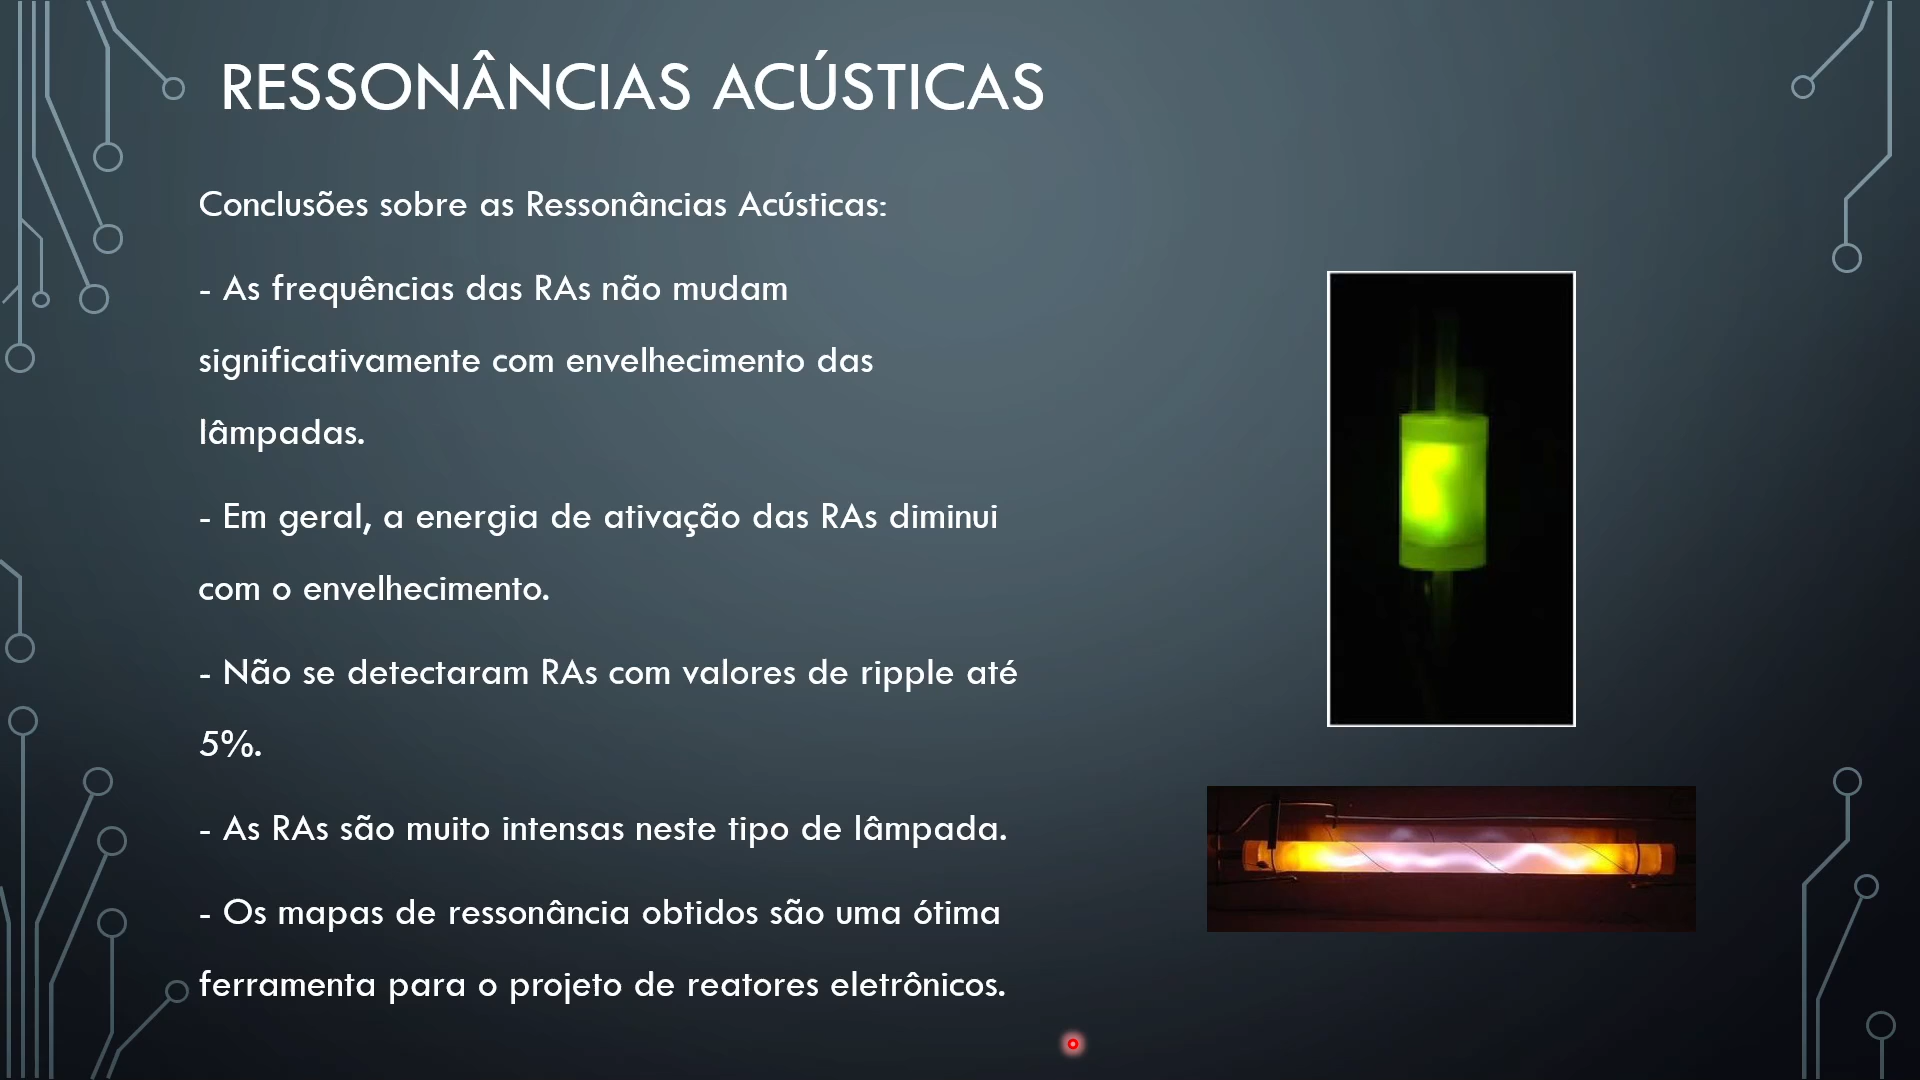 RESSONÂNCIAS ACÚSTICAS
Conclusões sobre as Ressonâncias Acústicas:
- As frequências das RAs não mudam
significativamente com envelhecimento das
lâmpadas.
- Em geral, a energia de ativação das RAs diminui
com o envelhecimento.
- Não se detectaram RAs com valores de ripple até
5%.
- As RAs são muito intensas neste tipo de lâmpada.
- Os mapas de ressonância obtidos são uma ótima
ferramenta para o projeto de reatores eletrônicos.